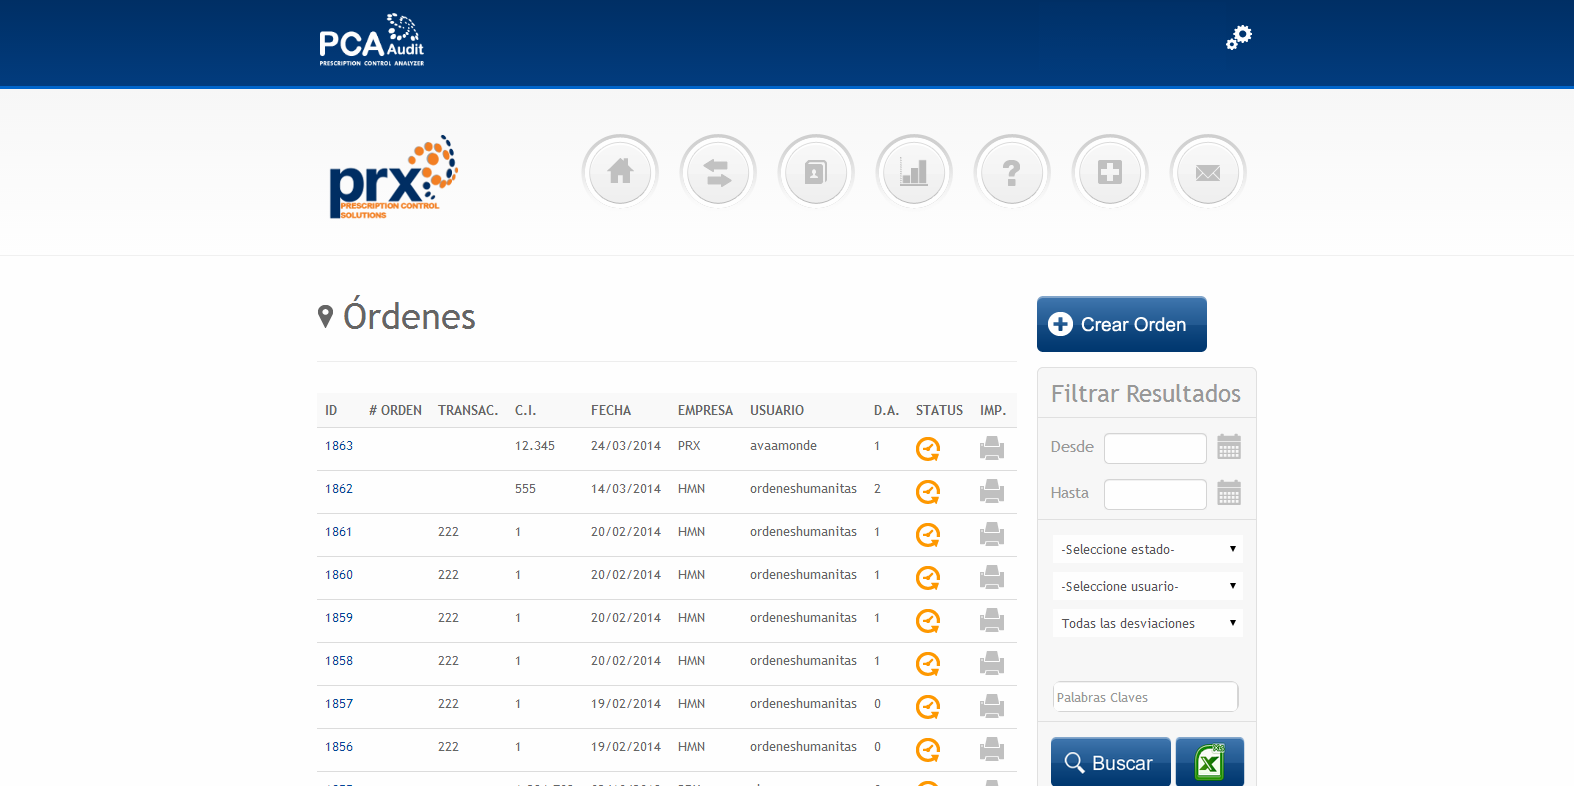 PCA Audit
PRESCRIPTION CONTROL ANALYZER
prx
PRESCRIPTION CONTROL
SOLUTIONS
?
Órdenes
Crear Orden
ID # ORDEN TRANSAC. C.I. FECHA EMPRESA USUARIO D.A. STATUS IMP.
1863 12.345 24/03/2014 PRX avaamonde 1
1862 555 14/03/2014 HMN ordeneshumanitas 2
1861 222 1 20/02/2014 HMN ordeneshumanitas 1
1860 222 1 20/02/2014 HMN ordeneshumanitas 1
1859 222 1 20/02/2014 HMN ordeneshumanitas 1
1858 222 1 20/02/2014 HMN ordeneshumanitas 1
1857 222 1 19/02/2014 HMN ordeneshumanitas 0
1856 222 1 19/02/2014 HMN ordeneshumanitas 0
Filtrar Resultados
Desde
Hasta
-Seleccione estado-
-Seleccione usuario-
Todas las desviaciones
Palabras Claves
Buscar